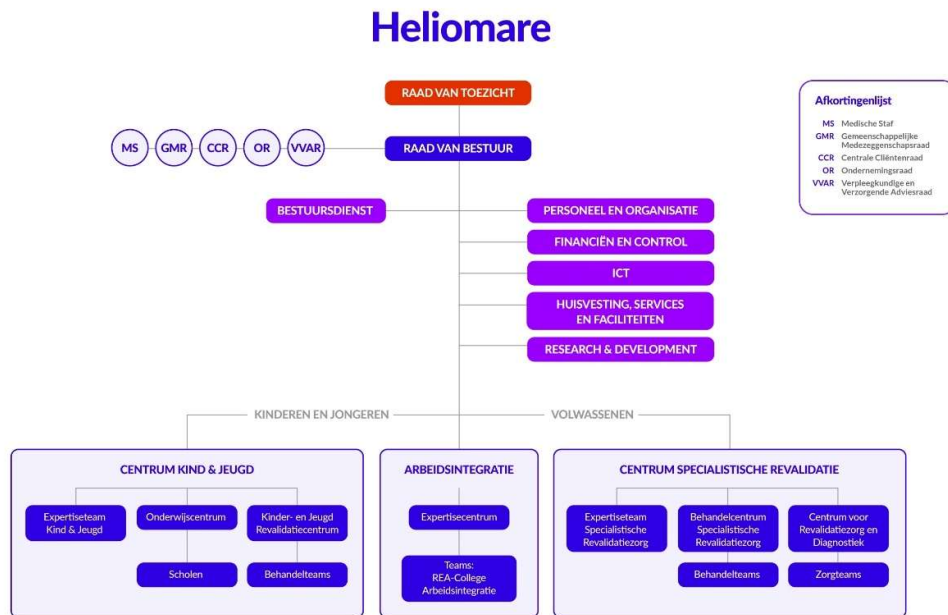 Heliomare
RAAD VAN TOEZICHT
Afkortingenlijst
MS Medische Staf
GMR Gemeenschappelijke
Medezeggenschapsraad
CCR Centrale Cliëntenraad
OR Ondernemingsraad
VVAR Verpleegkundige en
Verzorgende Adviesraad
MS GMR CCR OR VVAR RAAD VAN BESTUUR
BESTUURSDIENST PERSONEEL EN ORGANISATIE
FINANCIËN EN CONTROL
ICT
HUISVESTING, SERVICES
EN FACILITEITEN
RESEARCH & DEVELOPMENT
KINDEREN EN JONGEREN VOLWASSENEN
CENTRUM KIND & JEUGD
Expertiseteam
Kind & Jeugd
Onderwijscentrum
Kinder- en Jeugd
Revalidatiecentrum
Scholen
Behandelteams
ARBEIDSINTEGRATIE
Expertisecentrum
Teams:
REA-College
Arbeidsintegratie
CENTRUM SPECIALISTISCHE REVALIDATIE
Expertiseteam
Specialistische
Revalidatiezorg
Behandelcentrum
Specialistische
Revalidatiezorg
Centrum voor
Revalidatiezorg en
Diagnostiek
Behandelteams
Zorgteams